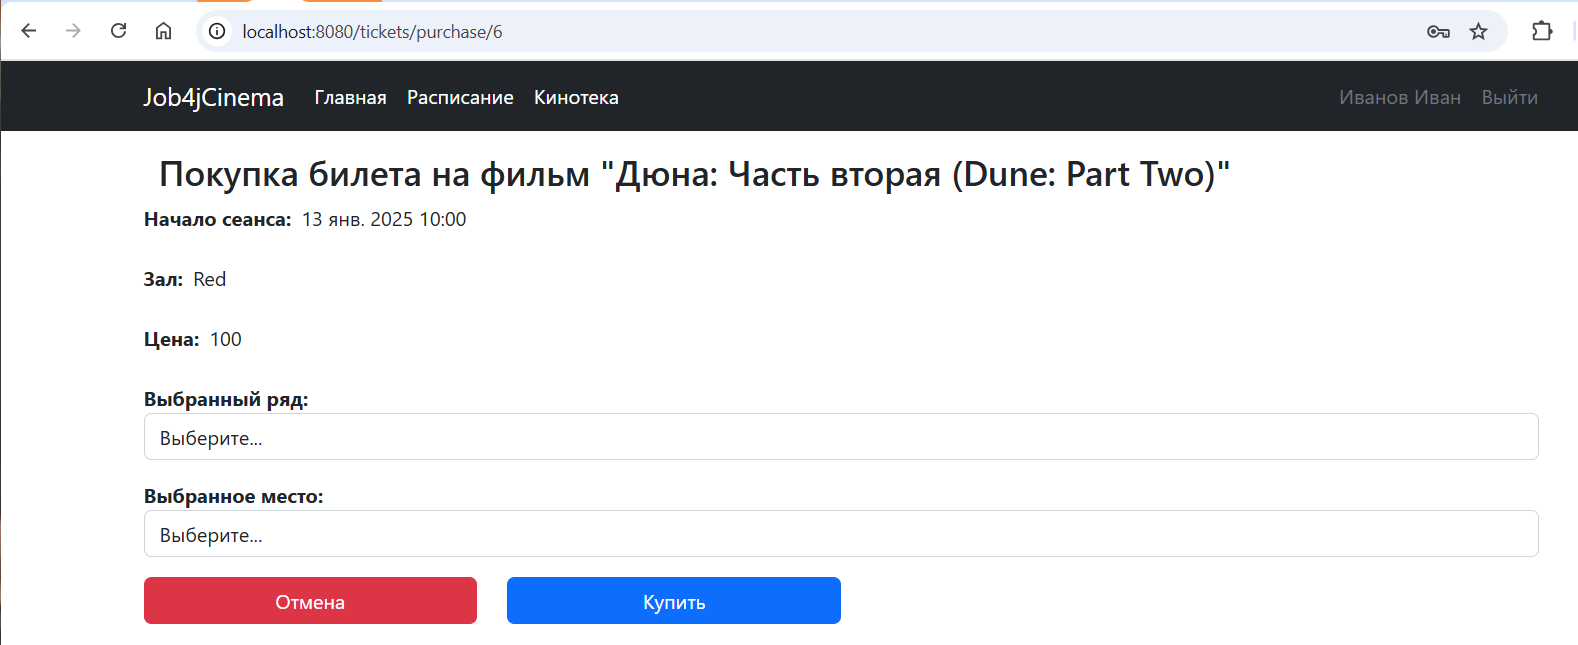 localhost:8080/tickets/purchase/6
Job4jCinema Главная Расписание Кинотека Иванов Иван Выйти
Покупка билета на фильм "Дюна: Часть вторая (Dune: Part Two)"
Начало сеанса: 13 янв. 2025 10:00
Зал: Red
Цена: 100
Выбранный ряд:
Выберите...
Выбранное место:
Выберите...
Отмена Купить